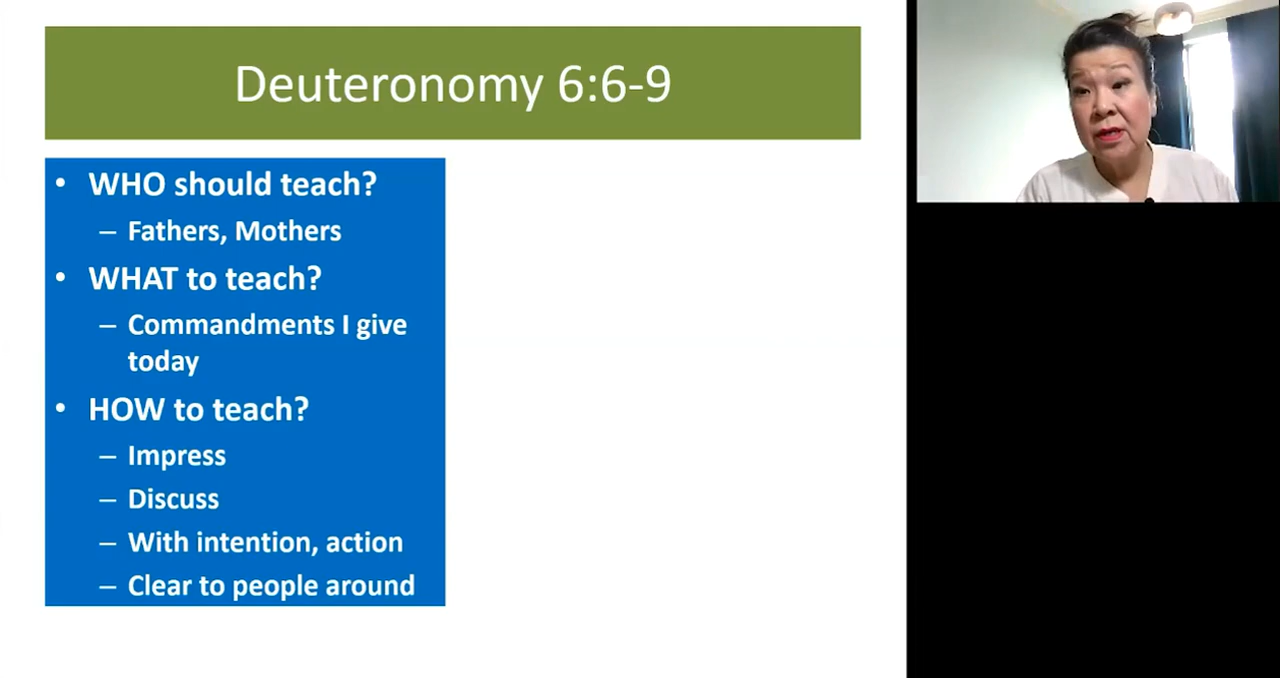 Deuteronomy 6:6-9
• WHO should teach?
– Fathers, Mothers
• WHAT to teach?
– Commandments I give
today
• HOW to teach?
– Impress
– Discuss
– With intention, action
– Clear to people around